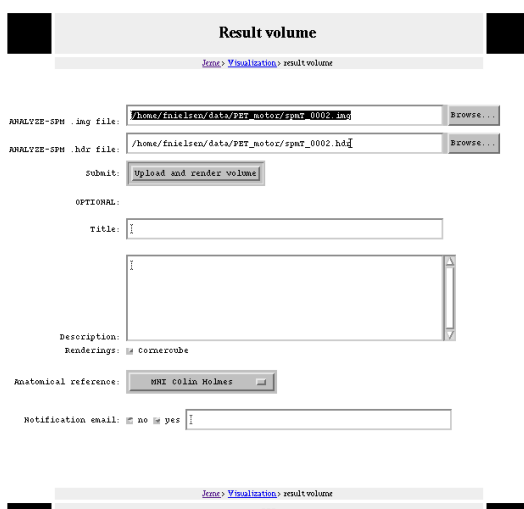 Result volume
Jerne > Visualization > result volume
ANALYZE-SPM .img file: /home/fnielsen/data/PET_motor/spmT_0002.img Browse...
ANALYZE-SPM .hdr file: /home/fnielsen/data/PET_motor/spmT_0002.hdr Browse...
Submit: Upload and render volume
OPTIONAL:
Title:
Description:
Renderings: Cornercube
Anatomical reference: MNI Colin Holmes
Notification email: no yes
Jerne > Visualization > result volume